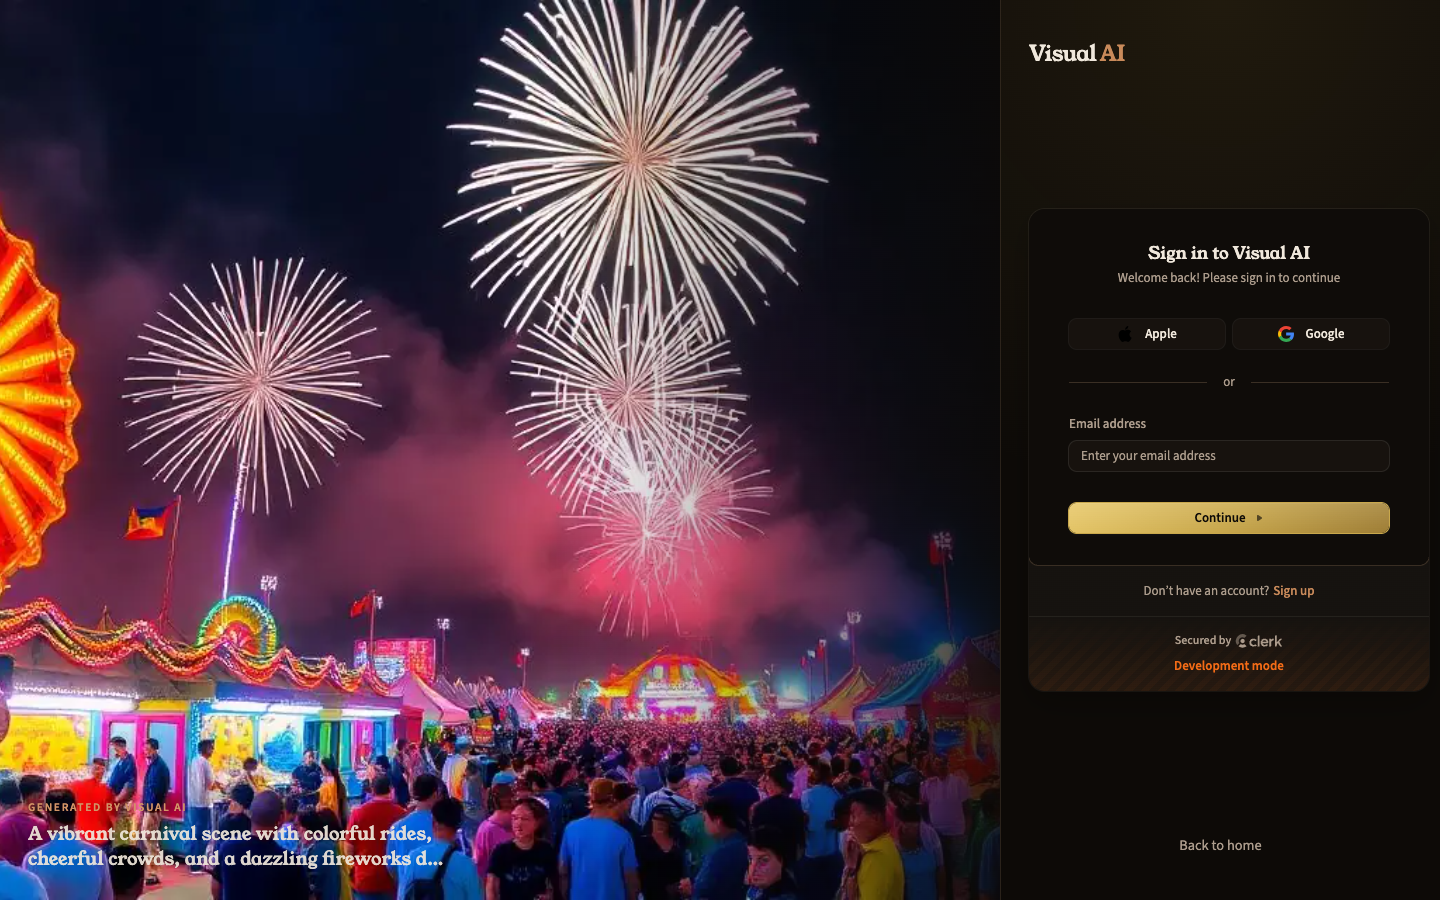 Visual AI
Sign in to Visual AI
Welcome back! Please sign in to continue
Apple
Google
or
Email address
Enter your email address
Continue
Don't have an account? Sign up
Secured by clerk
Development mode
Back to home
GENERATED BY VISUAL AI
A vibrant carnival scene with colorful rides,
cheerful crowds, and a dazzling fireworks d...